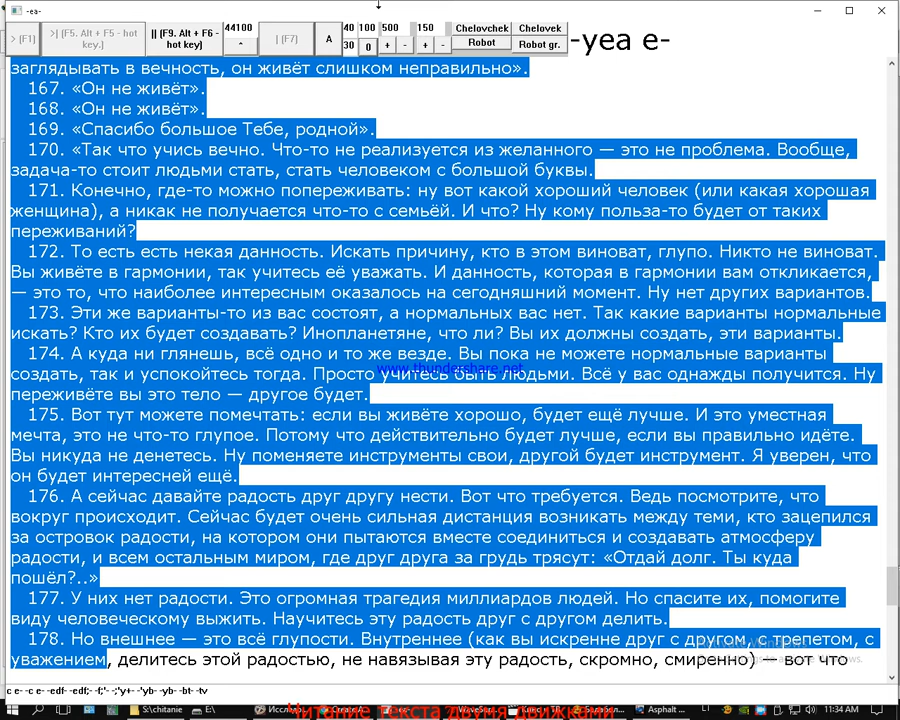 -ea-
> [F1]
>| [F5. Alt + F5 - hot key.]
|| [F9. Alt + F6 - hot key]
44100
^
| [F7]
A
40 100 500 150
30 0 + - + -
Chelovchek Chelovek
Robot Robot gr.
-yea e-
заглядывать в вечность, он живёт слишком неправильно».
167. «Он не живёт».
168. «Он не живёт».
169. «Спасибо большое Тебе, родной».
170. «Так что учись вечно. Что-то не реализуется из желанного — это не проблема. Вообще,
задача-то стоит людьми стать, стать человеком с большой буквы.
171. Конечно, где-то можно попереживать: ну вот какой хороший человек (или какая хорошая
женщина), а никак не получается что-то с семьёй. И что? Ну кому польза-то будет от таких
переживаний?
172. То есть есть некая данность. Искать причину, кто в этом виноват, глупо. Никто не виноват.
Вы живёте в гармонии, так учитесь её уважать. И данность, которая в гармонии вам откликается,
— это то, что наиболее интересным оказалось на сегодняшний момент. Ну нет других вариантов.
173. Эти же варианты-то из вас состоят, а нормальных вас нет. Так какие варианты нормальные
искать? Кто их будет создавать? Инопланетяне, что ли? Вы их должны создать, эти варианты.
174. А куда ни глянешь, всё одно и то же везде. Вы пока не можете нормальные варианты
www.thundershare.net
создать, так и успокойтесь тогда. Просто учитесь быть людьми. Всё у вас однажды получится. Ну
переживёте вы это тело — другое будет.
175. Вот тут можете помечтать: если вы живёте хорошо, будет ещё лучше. И это уместная
мечта, это не что-то глупое. Потому что действительно будет лучше, если вы правильно идёте.
Вы никуда не денетесь. Ну поменяете инструменты свои, другой будет инструмент. Я уверен, что
он будет интересней ещё.
176. А сейчас давайте радость друг другу нести. Вот что требуется. Ведь посмотрите, что
вокруг происходит. Сейчас будет очень сильная дистанция возникать между теми, кто зацепился
за островок радости, на котором они пытаются вместе соединиться и создавать атмосферу
радости, и всем остальным миром, где друг друга за грудь трясут: «Отдай долг. Ты куда
пошёл?..»
177. У них нет радости. Это огромная трагедия миллиардов людей. Но спасите их, помогите
виду человеческому выжить. Научитесь эту радость друг с другом делить.
178. Но внешнее — это всё глупости. Внутреннее (как вы искренне друг с другом, с трепетом, с
уважением, делитесь этой радостью, не навязывая эту радость, скромно, смиренно) — вот что
c e- -c e- -edf- -edf;- -f;'- -;'y+- -'yb- -yb- -bt- -tv
S:\chitanie
E:\
Asphalt ...
11:34 AM
Читание текста двумя движками